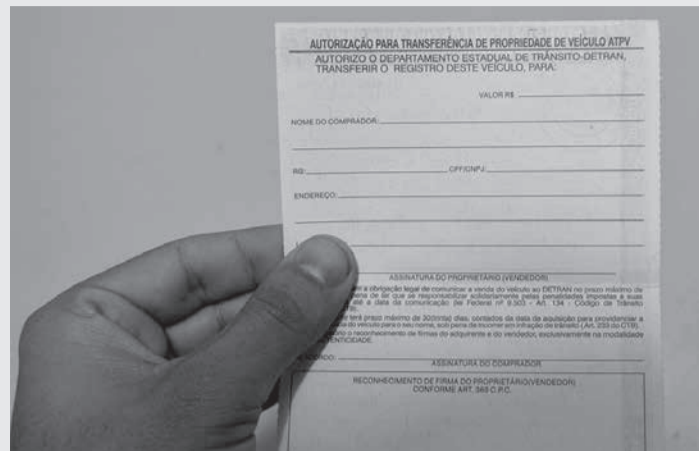 AUTORIZAÇÃO PARA TRANSFERÊNCIA DE PROPRIEDADE DE VEÍCULO ATPV
AUTORIZO O DEPARTAMENTO ESTADUAL DE TRÂNSITO-DETRAN,
TRANSFERIR O REGISTRO DESTE VEÍCULO, PARA:
VALOR R$
NOME DO COMPRADOR:
RG: CPF/CNPJ:
ENDEREÇO:
ASSINATURA DO PROPRIETÁRIO (VENDEDOR)
a obrigação legal de comunicar a venda do veículo ao DETRAN no prazo máximo de
pena de ter que se responsabilizar solidariamente pelas penalidades impostas e suas
até a data da comunicação (lei Federal nº 9.503 - Art. 134 - Código de Trânsito
terá prazo máximo de 30(trinta) dias, contados da data da aquisição para providenciar a
do veículo para o seu nome, sob pena de incorrer em infração de trânsito (Art. 233 do CTB).
o reconhecimento de firmas do adquirente e do vendedor, exclusivamente na modalidade
ASSINATURA DO COMPRADOR
RECONHECIMENTO DE FIRMA DO PROPRIETÁRIO(VENDEDOR)
CONFORME ART. 369 C.P.C.